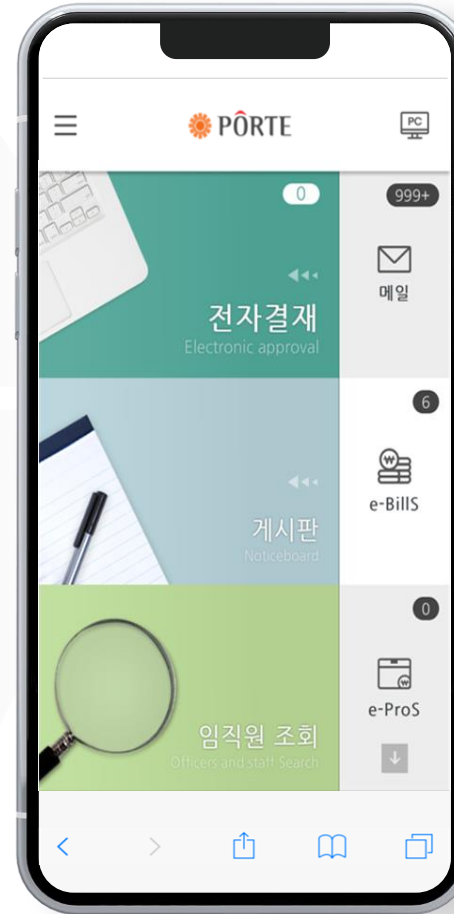 PÔRTE
PC
0
전자결재
Electronic approval
999+
메일
게시판
Noticeboard
6
₩
e-BillS
임직원 조회
Officers and staff Search
0
₩
e-ProS